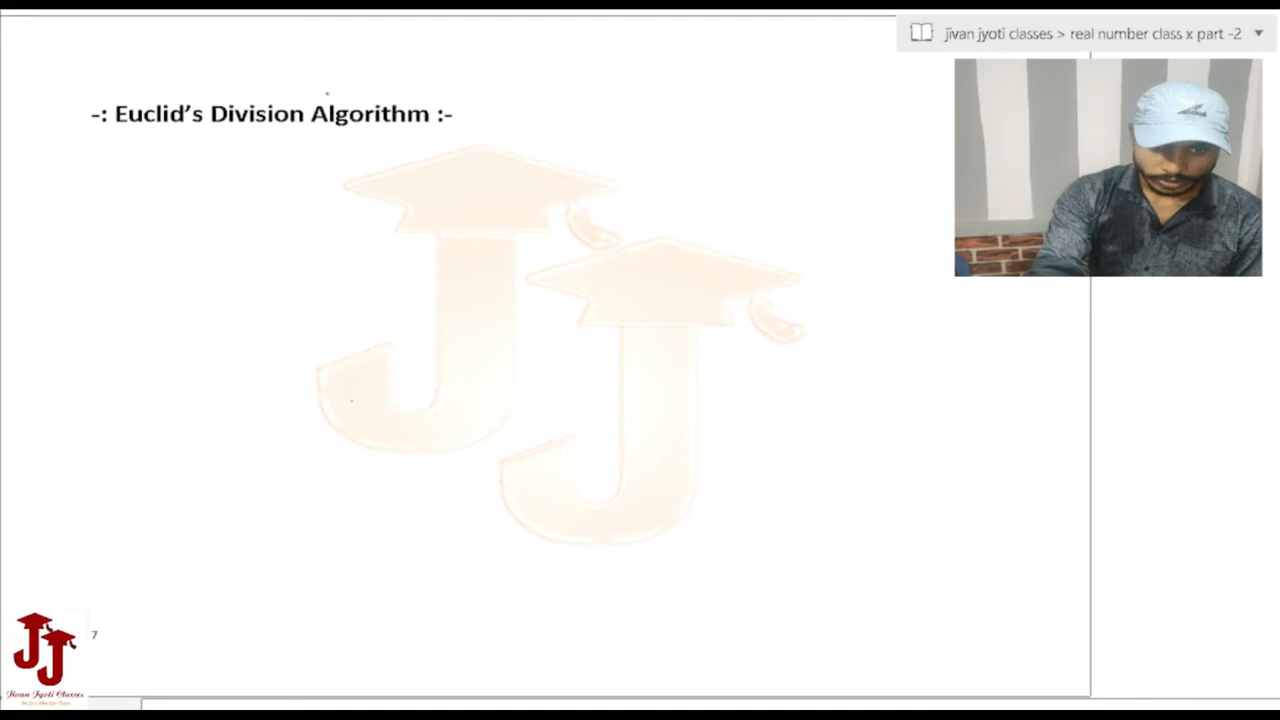 jivan jyoti classes > real number class x part -2
-: Euclid’s Division Algorithm :-
7
Jivan Jyoti Classes